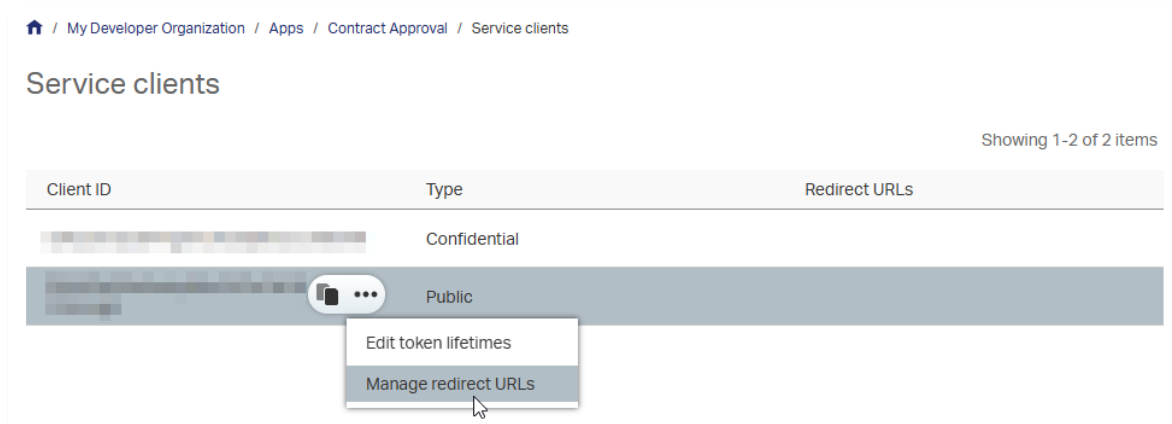 / My Developer Organization / Apps / Contract Approval / Service clients
Service clients
Showing 1-2 of 2 items
Client ID Type Redirect URLs
Confidential
Public
Edit token lifetimes
Manage redirect URLs